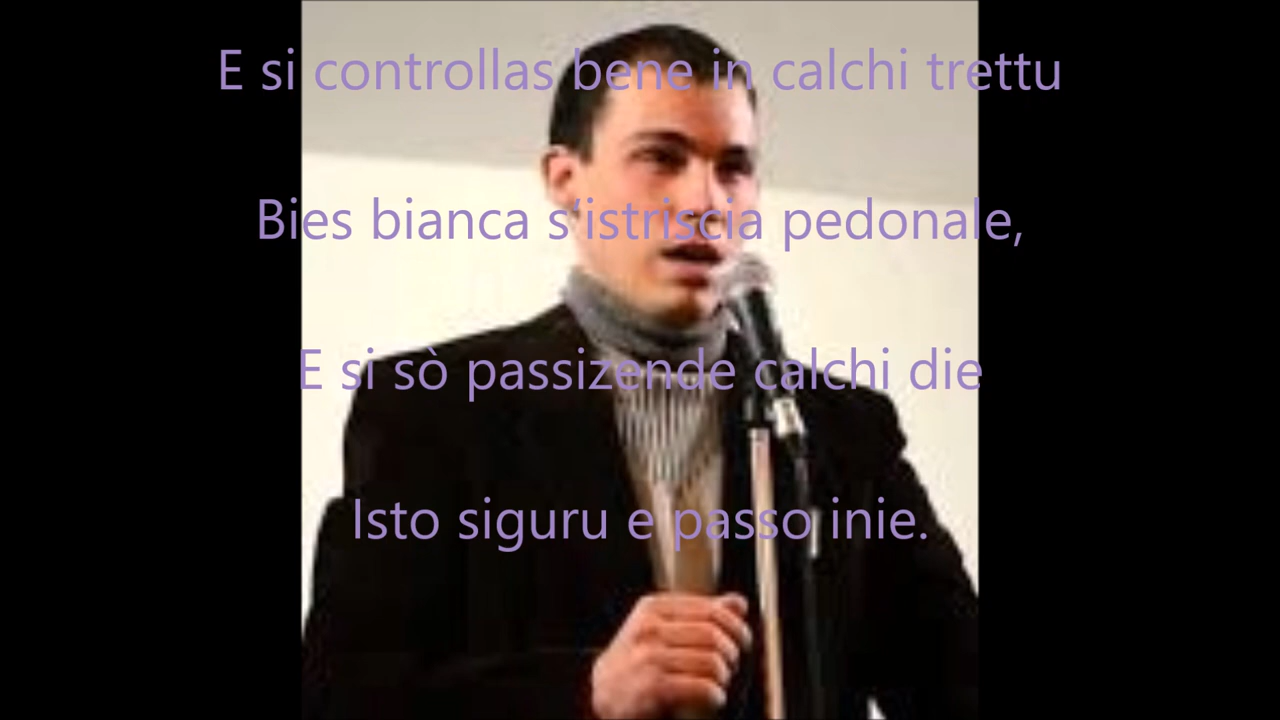 E si controllas bene in calchi trettu
Bies bianca s'istriscia pedonale,
E si sò passizende calchi die
Isto siguru e passo inie.